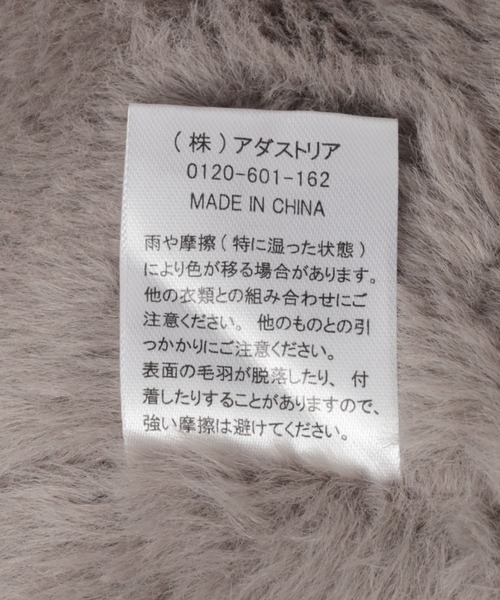 （株）アダストリア
0120-601-162
MADE IN CHINA
雨や摩擦（特に湿った状態）
により色が移る場合があります。
他の衣類との組み合わせにご
注意ください。他のものとの引
っかかりにご注意ください。
表面の毛羽が脱落したり、付
着したりすることがありますので、
強い摩擦は避けてください。